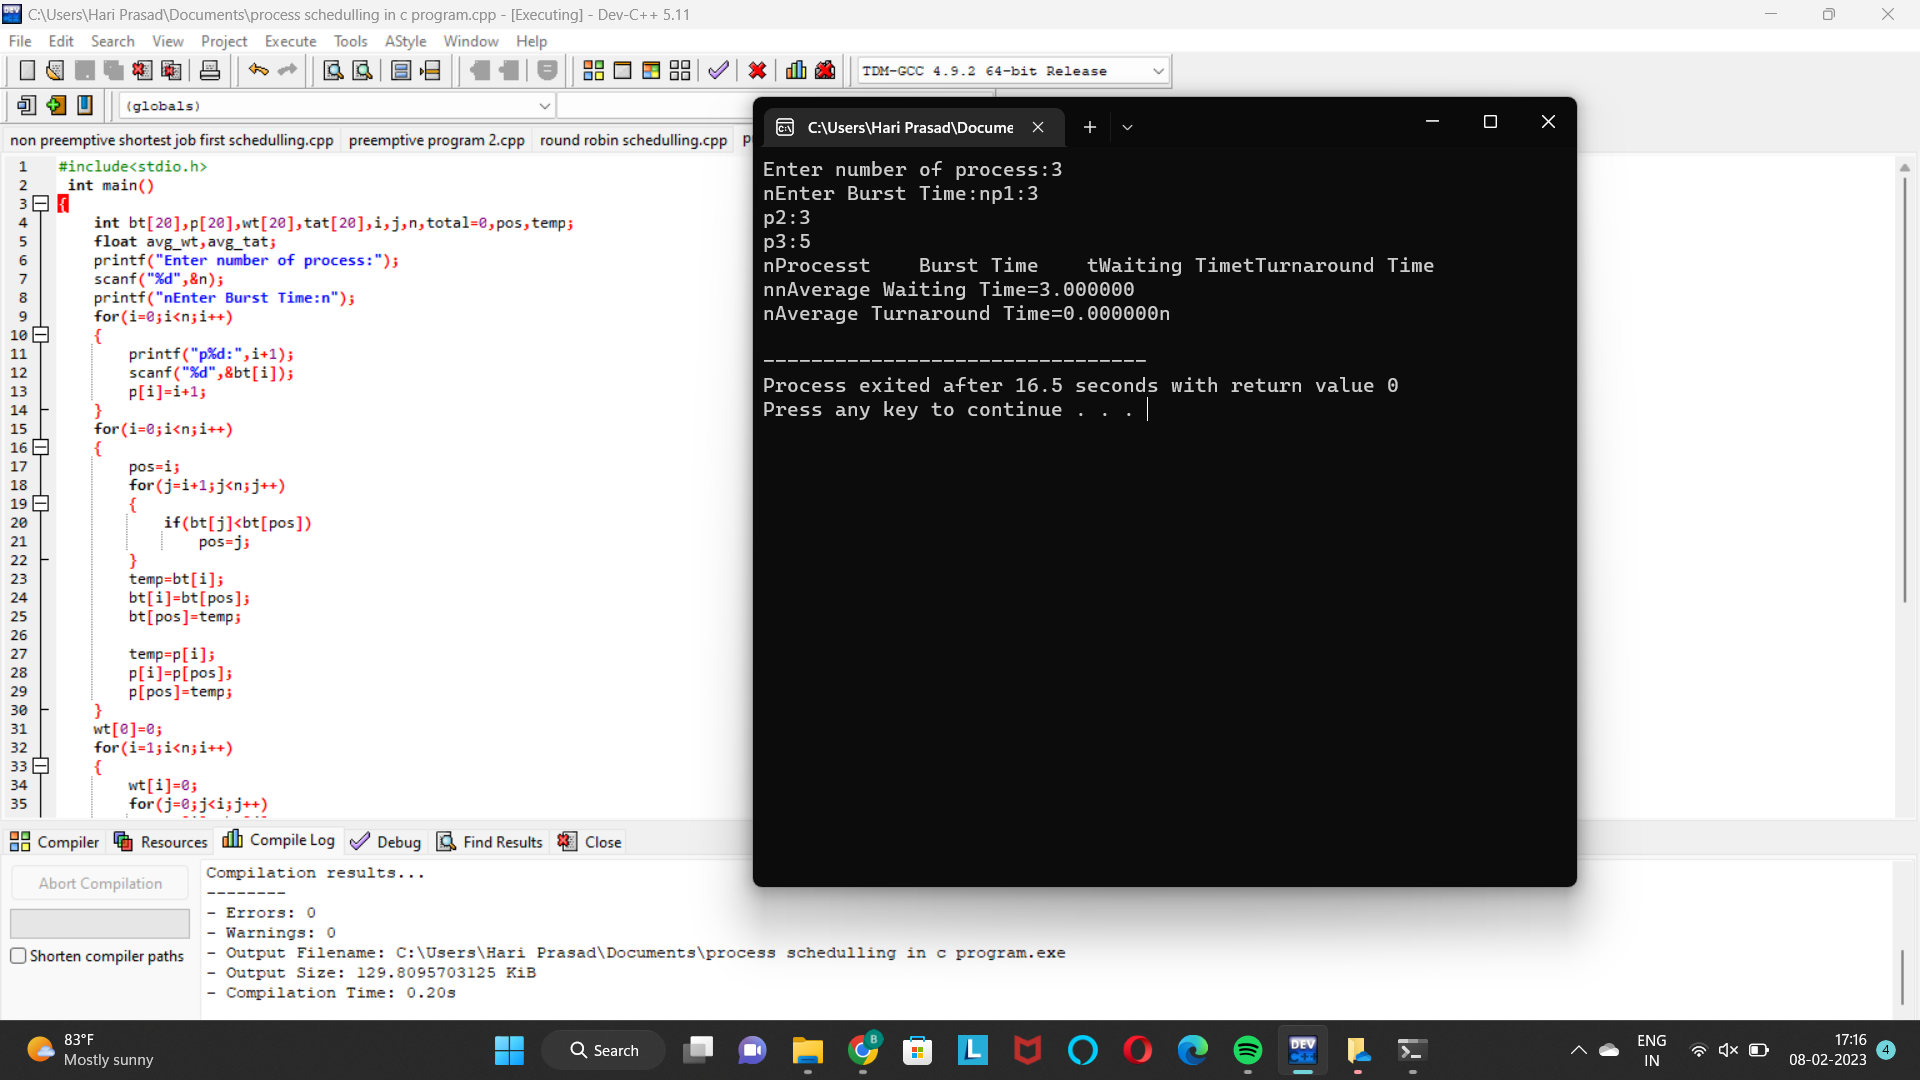 C:\Users\Hari Prasad\Documents\process schedulling in c program.cpp - [Executing] - Dev-C++ 5.11
File Edit Search View Project Execute Tools AStyle Window Help
TDM-GCC 4.9.2 64-bit Release
(globals)
non preemptive shortest job first schedulling.cpp preemptive program 2.cpp round robin schedulling.cpp
1 #include<stdio.h>
2 int main()
3 {
4 int bt[20],p[20],wt[20],tat[20],i,j,n,total=0,pos,temp;
5 float avg_wt,avg_tat;
6 printf("Enter number of process:");
7 scanf("%d",&n);
8 printf("nEnter Burst Time:n");
9 for(i=0;i<n;i++)
10 {
11 printf("p%d:",i+1);
12 scanf("%d",&bt[i]);
13 p[i]=i+1;
14 }
15 for(i=0;i<n;i++)
16 {
17 pos=i;
18 for(j=i+1;j<n;j++)
19 {
20 if(bt[j]<bt[pos])
21 pos=j;
22 }
23 temp=bt[i];
24 bt[i]=bt[pos];
25 bt[pos]=temp;
26
27 temp=p[i];
28 p[i]=p[pos];
29 p[pos]=temp;
30 }
31 wt[0]=0;
32 for(i=1;i<n;i++)
33 {
34 wt[i]=0;
35 for(j=0;j<i;j++)
C:\Users\Hari Prasad\Docume
Enter number of process:3
nEnter Burst Time:np1:3
p2:3
p3:5
nProcesst    Burst Time    tWaiting TimetTurnaround Time
nnAverage Waiting Time=3.000000
nAverage Turnaround Time=0.000000n
--------------------------------
Process exited after 16.5 seconds with return value 0
Press any key to continue . . .
Compiler Resources Compile Log Debug Find Results Close
Abort Compilation
Shorten compiler paths
Compilation results...
--------
- Errors: 0
- Warnings: 0
- Output Filename: C:\Users\Hari Prasad\Documents\process schedulling in c program.exe
- Output Size: 129.8095703125 KiB
- Compilation Time: 0.20s
83°F
Mostly sunny
Search
B
L
DEV
C++
ENG
IN
17:16
08-02-2023
4